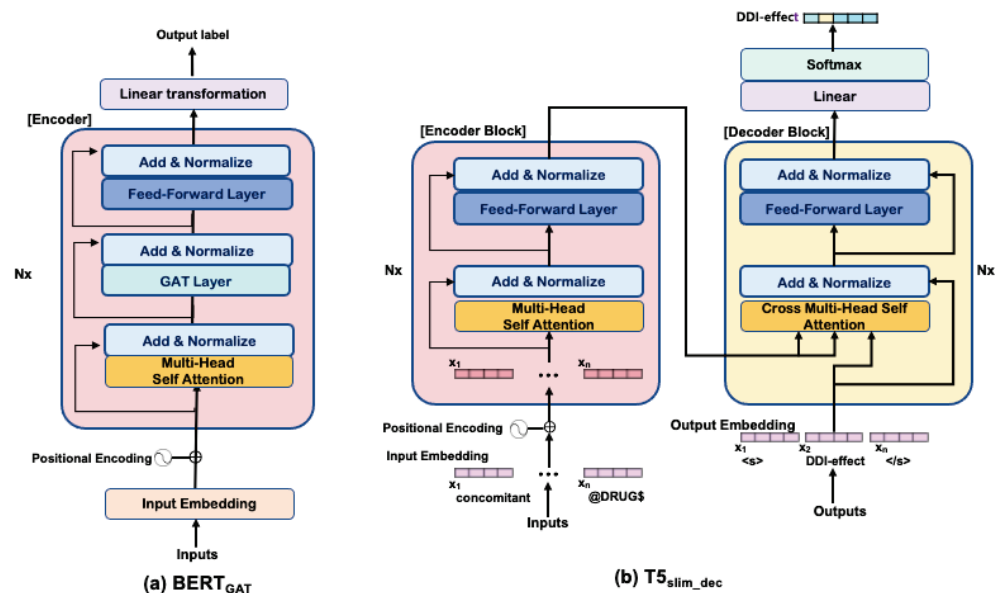 Output label
Linear transformation
[Encoder]
Add & Normalize
Feed-Forward Layer
Add & Normalize
GAT Layer
Nx
Add & Normalize
Multi-Head
Self Attention
Positional Encoding
Input Embedding
Inputs
(a) BERT_GAT
DDI-effect
Softmax
Linear
[Encoder Block]
Add & Normalize
Feed-Forward Layer
Nx
Add & Normalize
Multi-Head
Self Attention
x1 ... xn
Positional Encoding
Input Embedding
...
x1 xn
concomitant @DRUG$
Inputs
[Decoder Block]
Add & Normalize
Feed-Forward Layer
Nx
Add & Normalize
Cross Multi-Head Self
Attention
Output Embedding
x1 x2 xn
<s> DDI-effect </s>
Outputs
(b) T5slim_dec